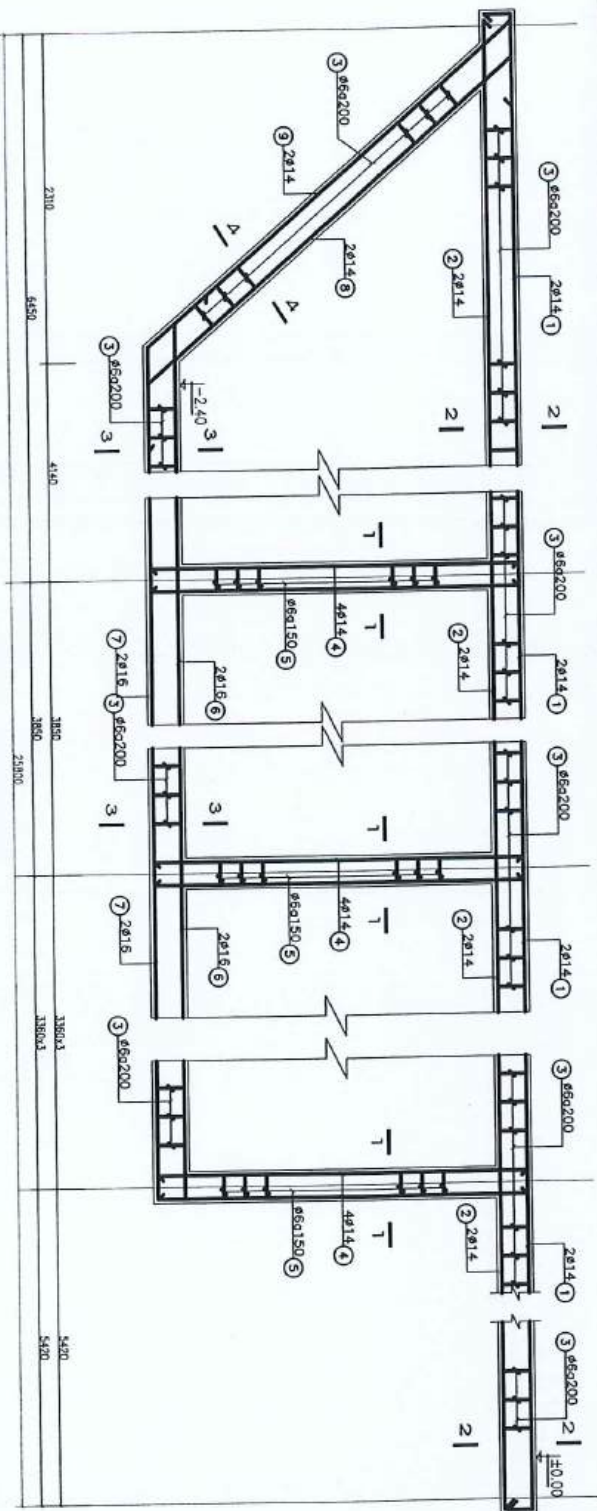 ③ ø6a200
2ø14 ①
② 2ø14
2
2
③ ø6a200
⑨ 2ø14
2ø14 ⑧
4
4
③ ø6a200
-2.40
3
3
③ ø6a200
2ø14 ①
② 2ø14
1
1
4ø14 ④
ø6a150 ⑤
2ø16 ⑥
⑦ 2ø16
③ ø6a200
3
3
③ ø6a200
2ø14 ①
② 2ø14
1
1
4ø14 ④
ø6a150 ⑤
2ø16 ⑥
⑦ 2ø16
③ ø6a200
③ ø6a200
2ø14 ①
② 2ø14
1
1
4ø14 ④
ø6a150 ⑤
③ ø6a200
2
2
±0.00
2310
4140
3850
3360x3
5420
6450
3850
3360x3
5420
25800